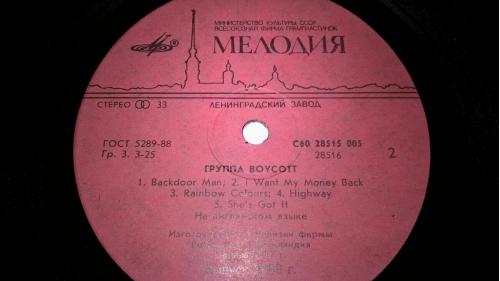 МИНИСТЕРСТВО КУЛЬТУРЫ СССР
ВСЕСОЮЗНАЯ ФИРМА ГРАМПЛАСТИНОК
МЕЛОДИЯ
СТЕРЕО 33 ЛЕНИНГРАДСКИЙ ЗАВОД
ГОСТ 5289-88 С60 28515 005
Гр. 3. 3-25 28516 2
ГРУППА BOYCOTT
1. Backdoor Man; 2. I Want My Money Back
3. Rainbow Colours; 4. Highway
5. She's Got It
На английском языке
фирмы
г.